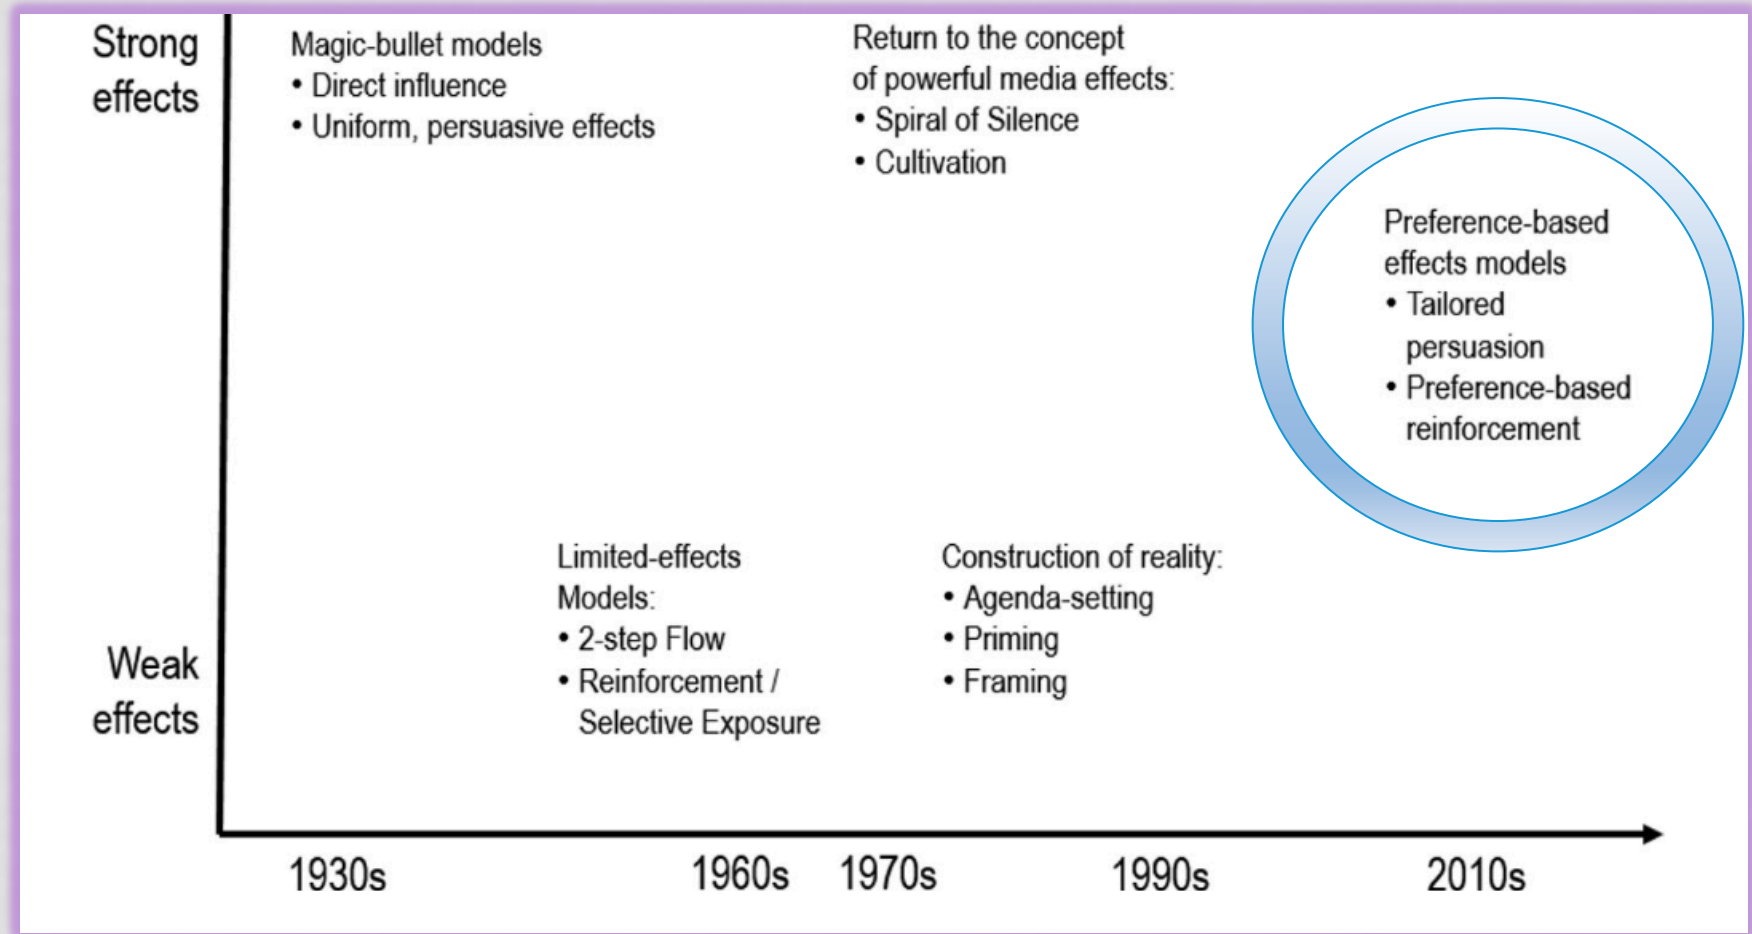 Strong
effects
Magic-bullet models
• Direct influence
• Uniform, persuasive effects
Return to the concept
of powerful media effects:
• Spiral of Silence
• Cultivation
Preference-based
effects models
• Tailored
persuasion
• Preference-based
reinforcement
Limited-effects
Models:
• 2-step Flow
• Reinforcement /
Selective Exposure
Construction of reality:
• Agenda-setting
• Priming
• Framing
Weak
effects
1930s
1960s
1970s
1990s
2010s